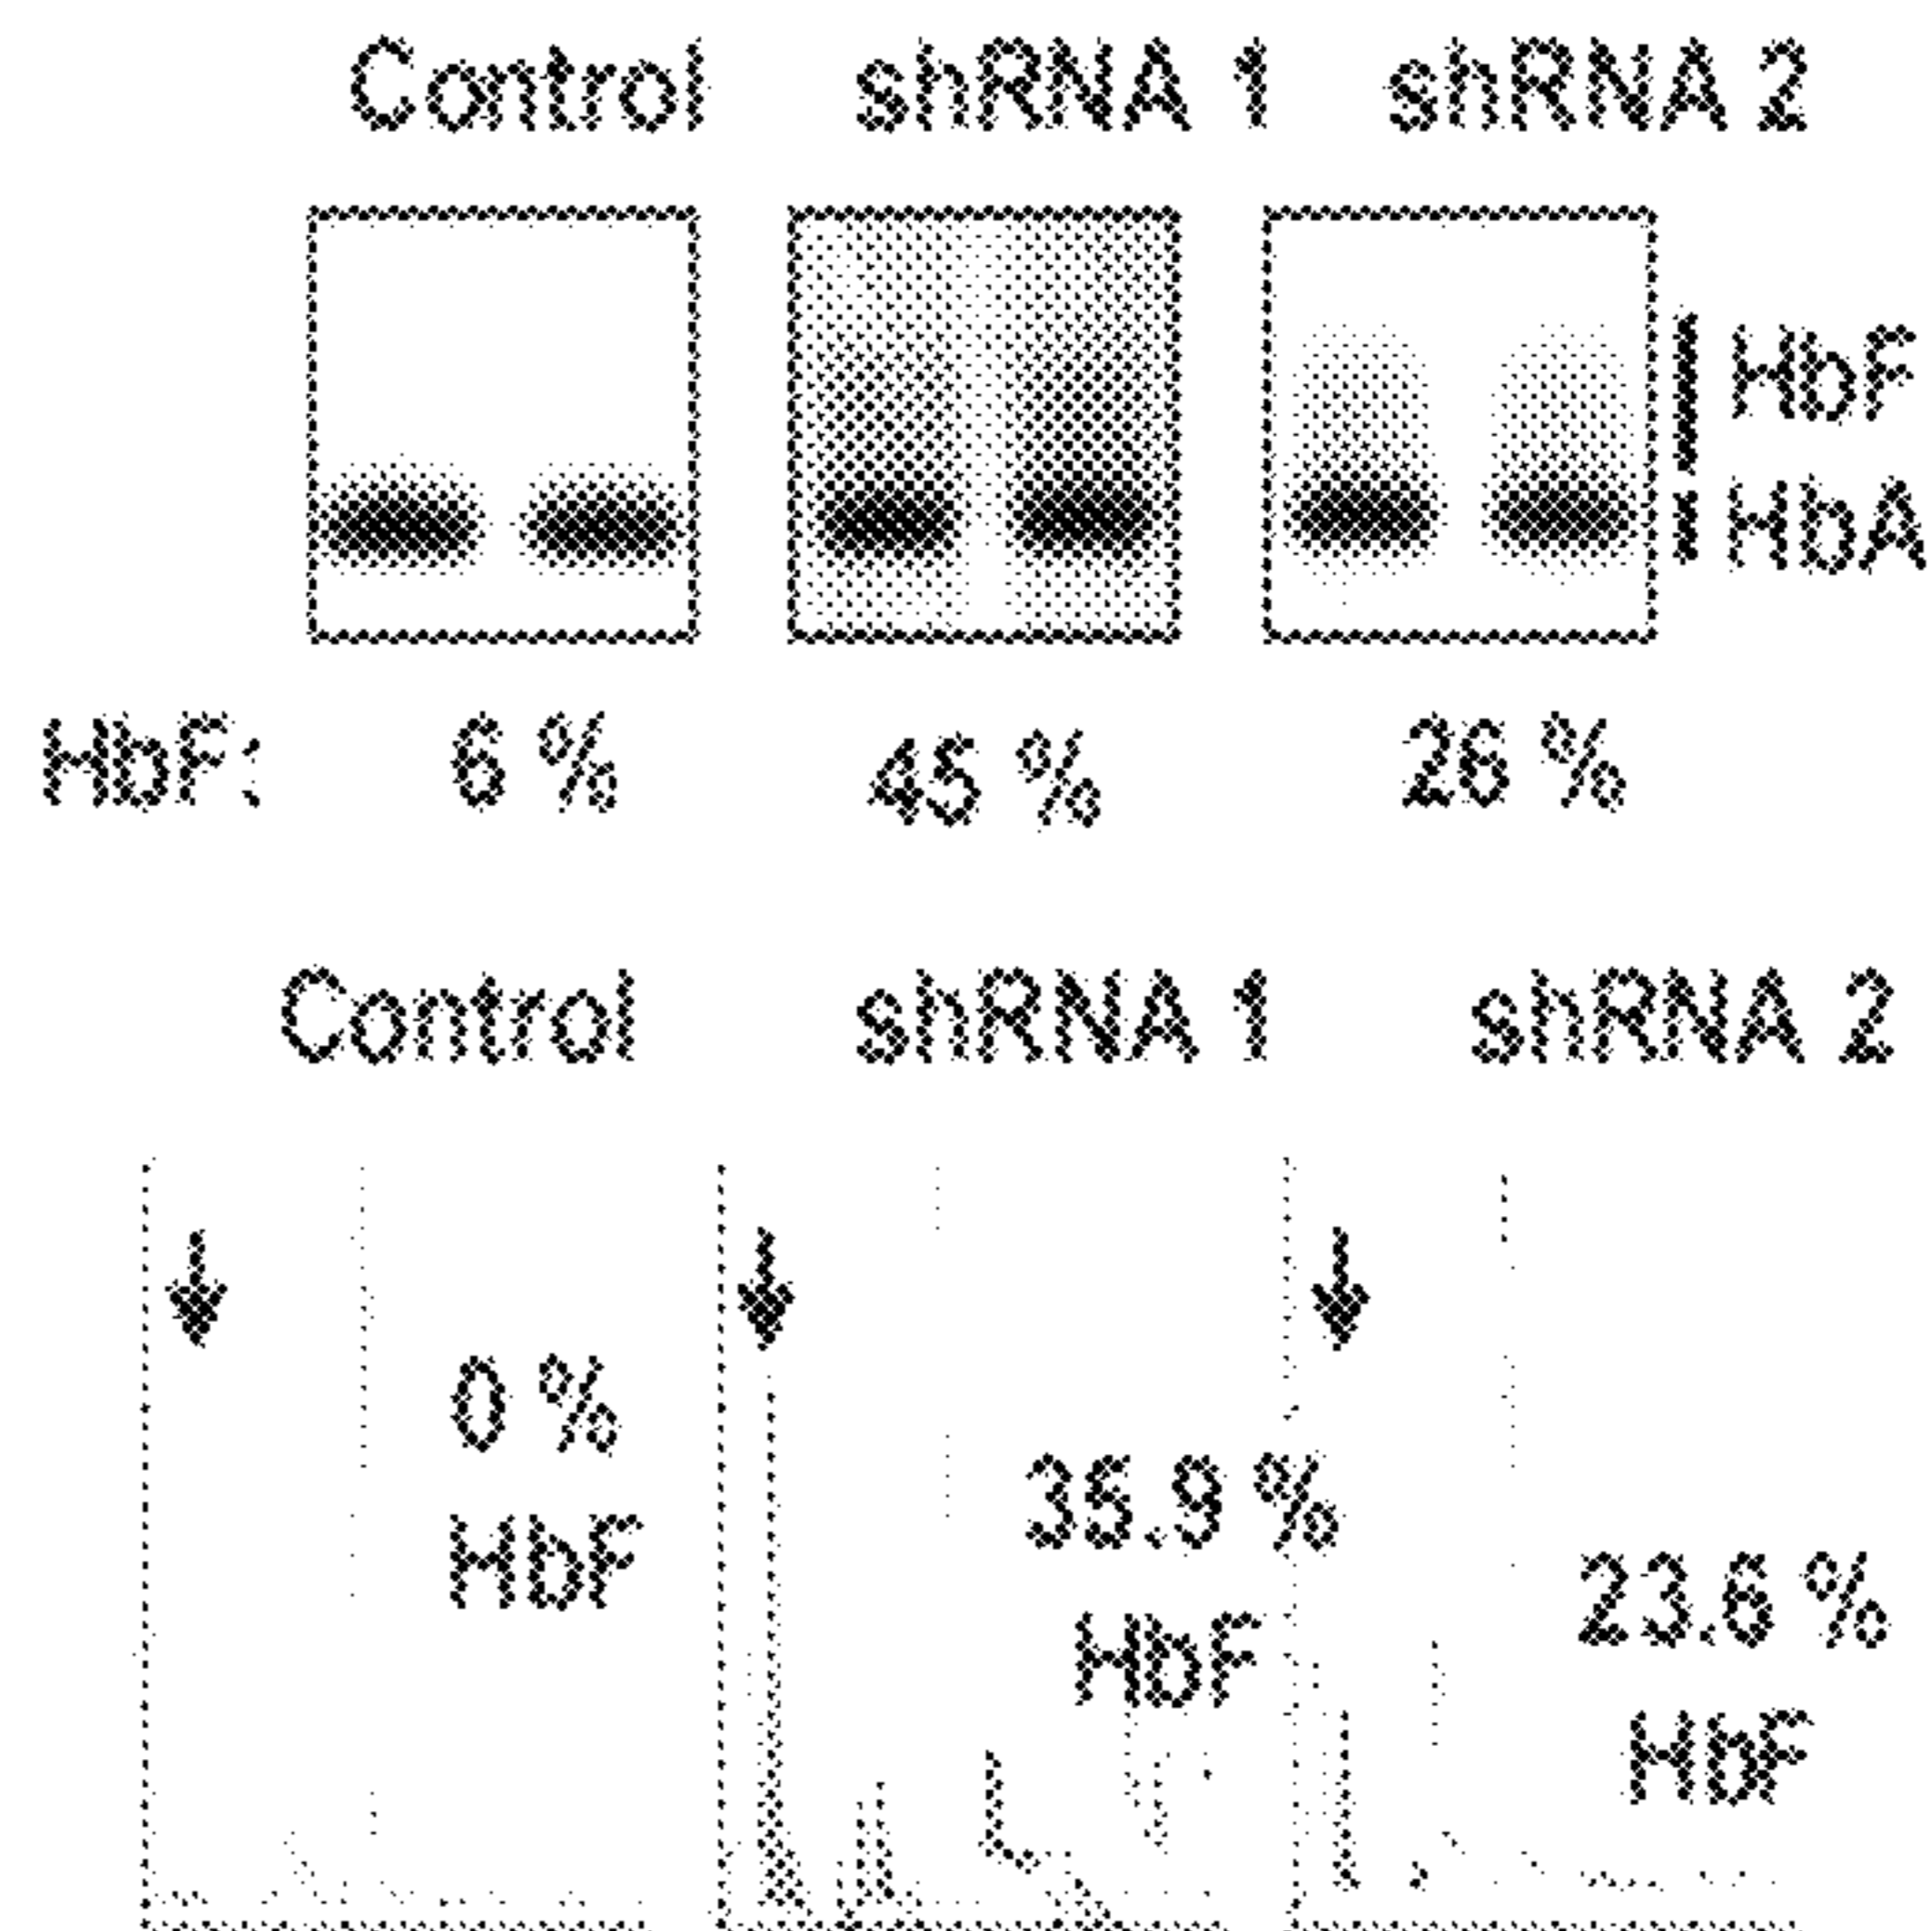 Control shRNA 1 shRNA 2
HbF
HbA
HbF: 6 % 45 % 26 %
Control shRNA 1 shRNA 2
0 %
HbF
35.9 %
HbF
23.6 %
HbF